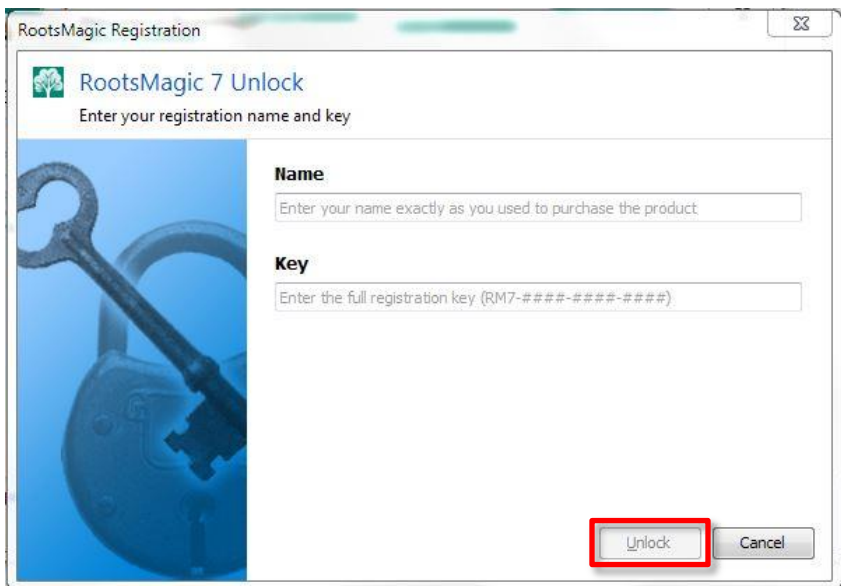 RootsMagic Registration
RootsMagic 7 Unlock
Enter your registration name and key
Name
Enter your name exactly as you used to purchase the product
Key
Enter the full registration key (RM7-####-####-####)
Unlock Cancel